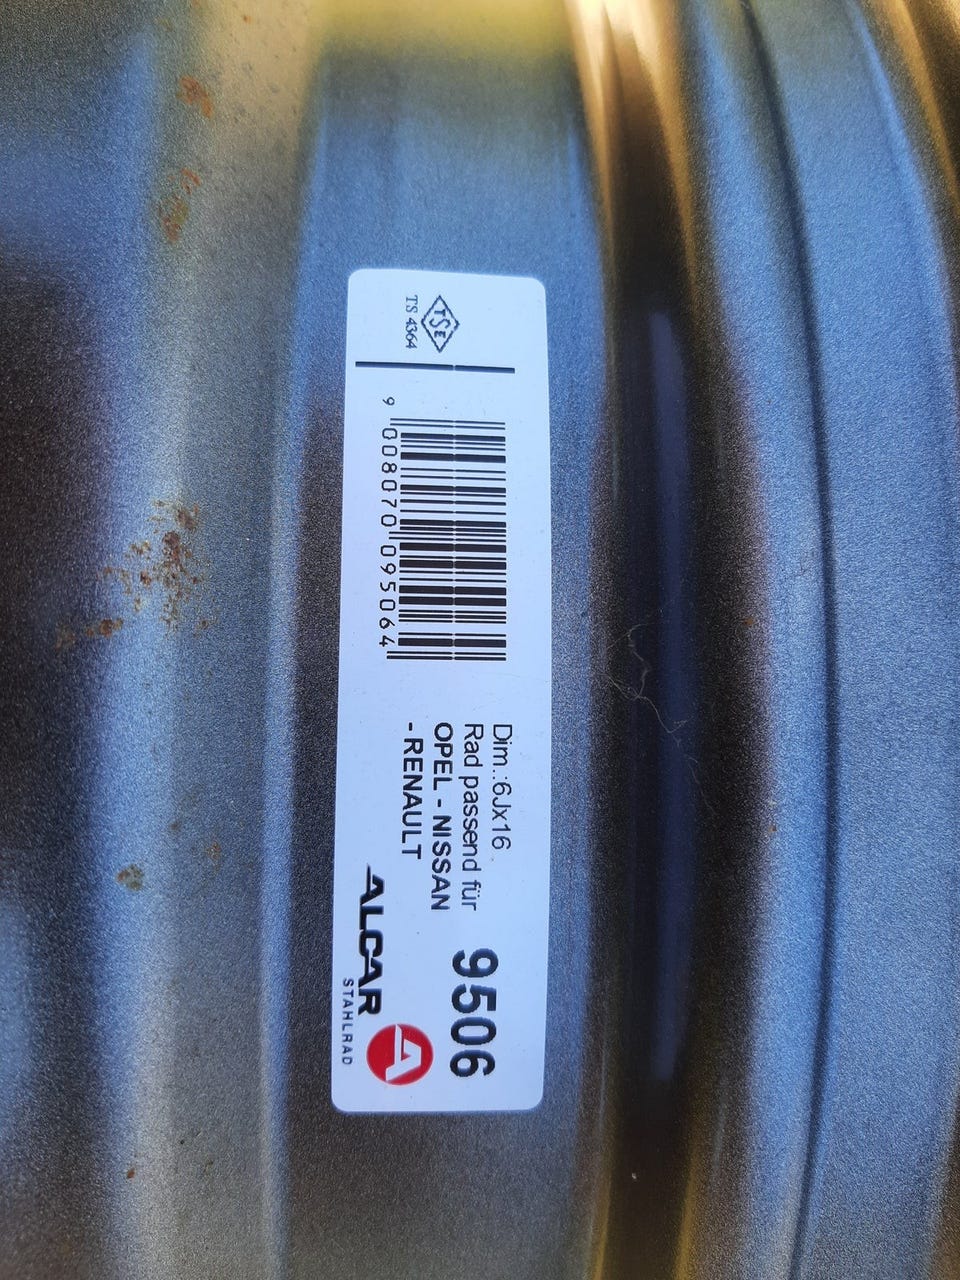 TSE
TS 4364
9 008070 095064
Dim.:6Jx16
Rad passend für
OPEL - NISSAN
- RENAULT
9506
ALCAR
STAHLRAD